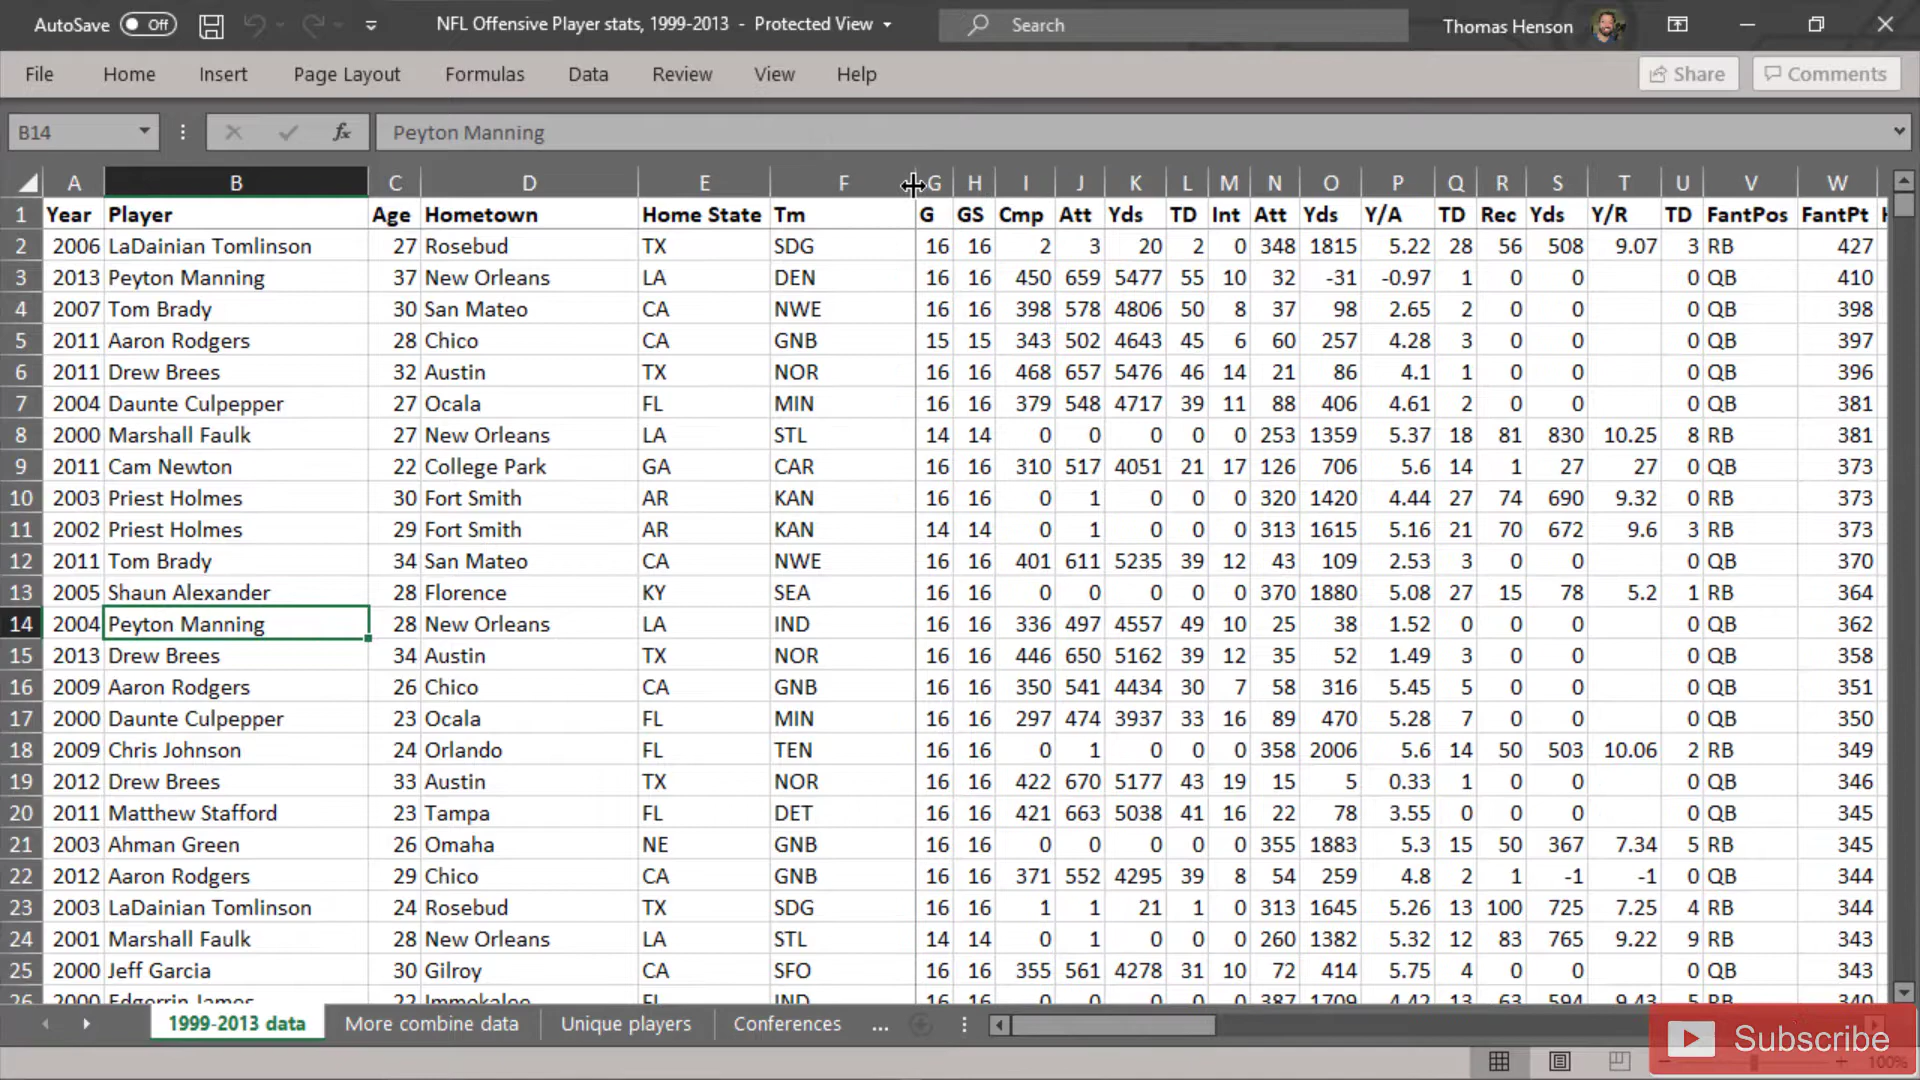 AutoSave Off NFL Offensive Player stats, 1999-2013 - Protected View Search Thomas Henson
File Home Insert Page Layout Formulas Data Review View Help Share Comments
B14 fx Peyton Manning
A B C D E F G H I J K L M N O P Q R S T U V W
1 Year Player Age Hometown Home State Tm G GS Cmp Att Yds TD Int Att Yds Y/A TD Rec Yds Y/R TD FantPos FantPt
2 2006 LaDainian Tomlinson 27 Rosebud TX SDG 16 16 2 3 20 2 0 348 1815 5.22 28 56 508 9.07 3 RB 427
3 2013 Peyton Manning 37 New Orleans LA DEN 16 16 450 659 5477 55 10 32 -31 -0.97 1 0 0 0 QB 410
4 2007 Tom Brady 30 San Mateo CA NWE 16 16 398 578 4806 50 8 37 98 2.65 2 0 0 0 QB 398
5 2011 Aaron Rodgers 28 Chico CA GNB 15 15 343 502 4643 45 6 60 257 4.28 3 0 0 0 QB 397
6 2011 Drew Brees 32 Austin TX NOR 16 16 468 657 5476 46 14 21 86 4.1 1 0 0 0 QB 396
7 2004 Daunte Culpepper 27 Ocala FL MIN 16 16 379 548 4717 39 11 88 406 4.61 2 0 0 0 QB 381
8 2000 Marshall Faulk 27 New Orleans LA STL 14 14 0 0 0 0 0 253 1359 5.37 18 81 830 10.25 8 RB 381
9 2011 Cam Newton 22 College Park GA CAR 16 16 310 517 4051 21 17 126 706 5.6 14 1 27 27 0 QB 373
10 2003 Priest Holmes 30 Fort Smith AR KAN 16 16 0 1 0 0 0 320 1420 4.44 27 74 690 9.32 0 RB 373
11 2002 Priest Holmes 29 Fort Smith AR KAN 14 14 0 1 0 0 0 313 1615 5.16 21 70 672 9.6 3 RB 373
12 2011 Tom Brady 34 San Mateo CA NWE 16 16 401 611 5235 39 12 43 109 2.53 3 0 0 0 QB 370
13 2005 Shaun Alexander 28 Florence KY SEA 16 16 0 0 0 0 0 370 1880 5.08 27 15 78 5.2 1 RB 364
14 2004 Peyton Manning 28 New Orleans LA IND 16 16 336 497 4557 49 10 25 38 1.52 0 0 0 0 QB 362
15 2013 Drew Brees 34 Austin TX NOR 16 16 446 650 5162 39 12 35 52 1.49 3 0 0 0 QB 358
16 2009 Aaron Rodgers 26 Chico CA GNB 16 16 350 541 4434 30 7 58 316 5.45 5 0 0 0 QB 351
17 2000 Daunte Culpepper 23 Ocala FL MIN 16 16 297 474 3937 33 16 89 470 5.28 7 0 0 0 QB 350
18 2009 Chris Johnson 24 Orlando FL TEN 16 16 0 1 0 0 0 358 2006 5.6 14 50 503 10.06 2 RB 349
19 2012 Drew Brees 33 Austin TX NOR 16 16 422 670 5177 43 19 15 5 0.33 1 0 0 0 QB 346
20 2011 Matthew Stafford 23 Tampa FL DET 16 16 421 663 5038 41 16 22 78 3.55 0 0 0 0 QB 345
21 2003 Ahman Green 26 Omaha NE GNB 16 16 0 0 0 0 0 355 1883 5.3 15 50 367 7.34 5 RB 345
22 2012 Aaron Rodgers 29 Chico CA GNB 16 16 371 552 4295 39 8 54 259 4.8 2 1 -1 -1 0 QB 344
23 2003 LaDainian Tomlinson 24 Rosebud TX SDG 16 16 1 1 21 1 0 313 1645 5.26 13 100 725 7.25 4 RB 344
24 2001 Marshall Faulk 28 New Orleans LA STL 14 14 0 1 0 0 0 260 1382 5.32 12 83 765 9.22 9 RB 343
25 2000 Jeff Garcia 30 Gilroy CA SFO 16 16 355 561 4278 31 10 72 414 5.75 4 0 0 0 QB 343
26 2000 Edgerrin James 22 Immokalee FL IND 16 16 0 0 0 0 0 387 1709 4.42 13 63 594 9.43 5 RB 340
1999-2013 data More combine data Unique players Conferences ...
Subscribe
100%